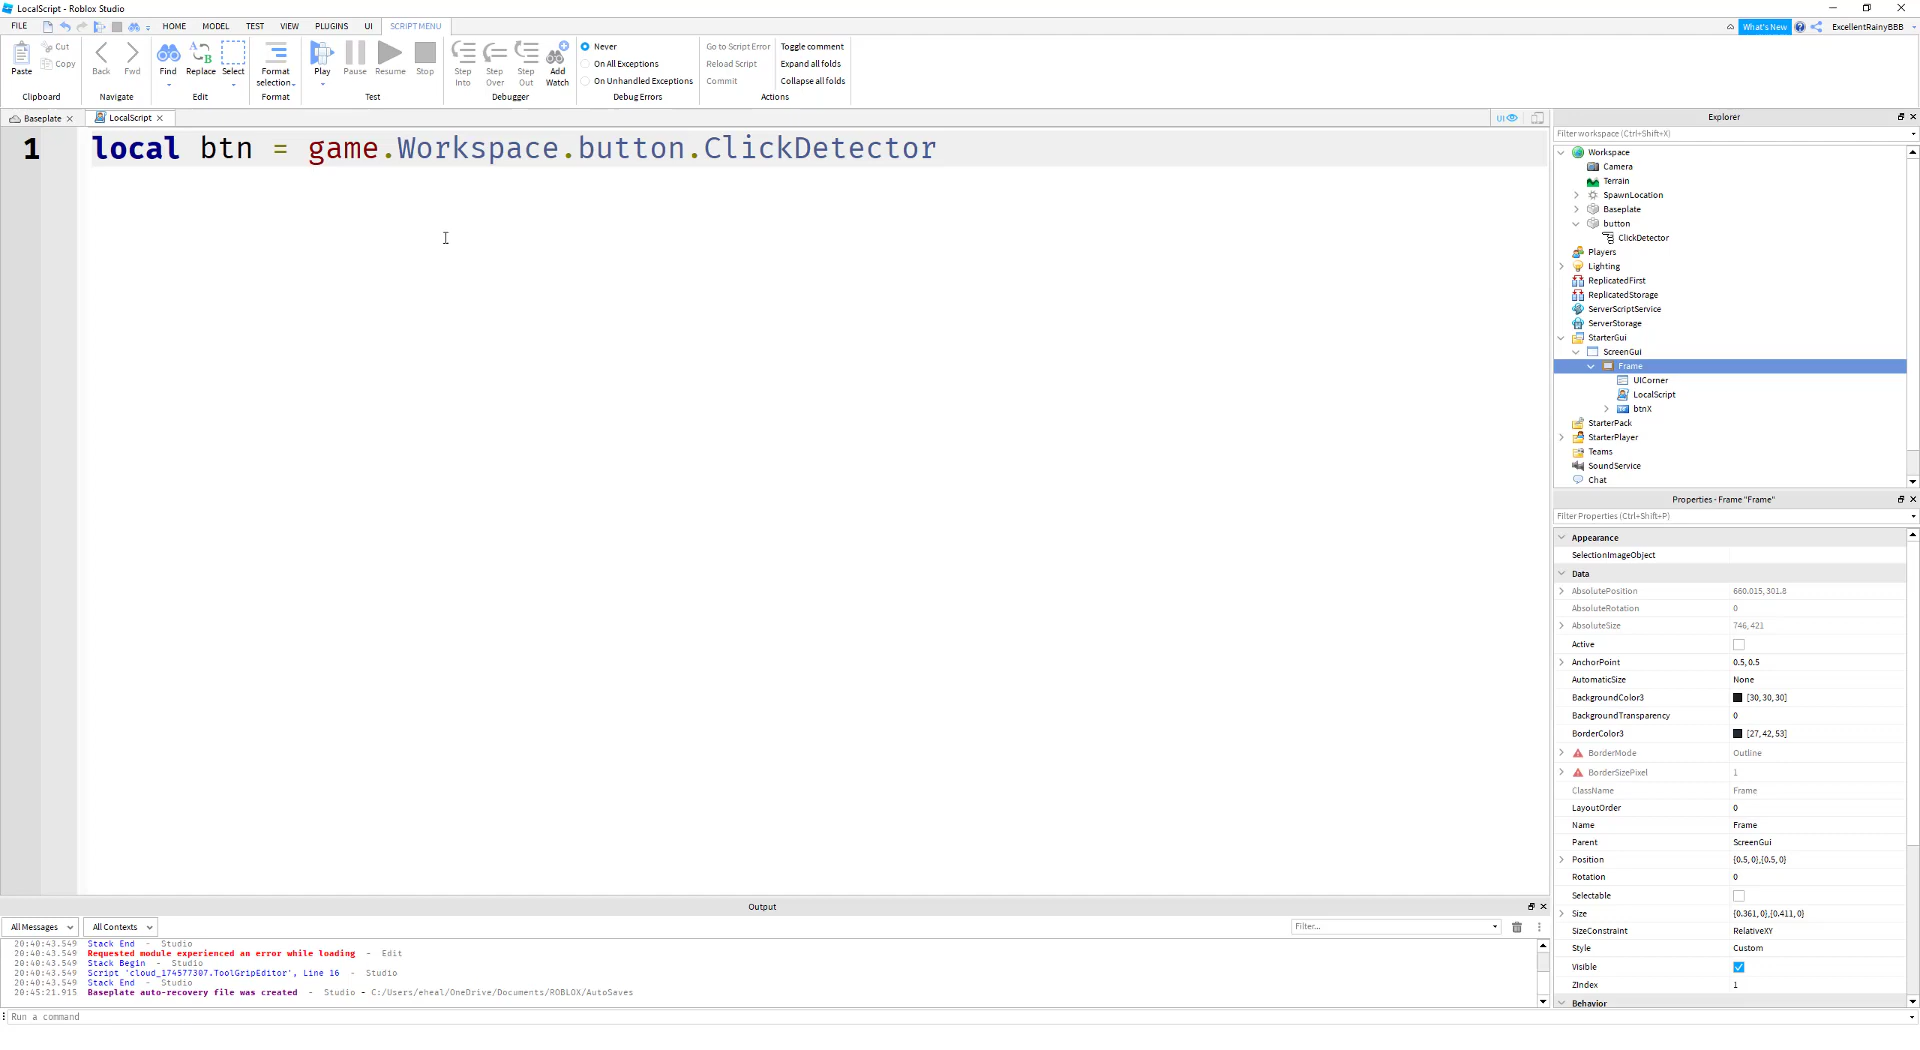 LocalScript - Roblox Studio
FILE HOME MODEL TEST VIEW PLUGINS UI SCRIPT MENU What's New ExcellentRainyBBB
Paste Cut Copy Back Fwd Find Replace Select Format selection Play Pause Resume Stop Step Into Step Over Step Out Add Watch
Never Go to Script Error Toggle comment
On All Exceptions Reload Script Expand all folds
On Unhandled Exceptions Commit Collapse all folds
Clipboard Navigate Edit Format Test Debugger Debug Errors Actions
Baseplate LocalScript UI
1 local btn = game.Workspace.button.ClickDetector
Explorer
Filter workspace (Ctrl+Shift+X)
Workspace
Camera
Terrain
SpawnLocation
Baseplate
button
ClickDetector
Players
Lighting
ReplicatedFirst
ReplicatedStorage
ServerScriptService
ServerStorage
StarterGui
ScreenGui
Frame
UICorner
LocalScript
btnX
StarterPack
StarterPlayer
Teams
SoundService
Chat
Properties - Frame "Frame"
Filter Properties (Ctrl+Shift+P)
Appearance
SelectionImageObject
Data
AbsolutePosition 660.015, 301.8
AbsoluteRotation 0
AbsoluteSize 746, 421
Active
AnchorPoint 0.5, 0.5
AutomaticSize None
BackgroundColor3 [30, 30, 30]
BackgroundTransparency 0
BorderColor3 [27, 42, 53]
BorderMode Outline
BorderSizePixel 1
ClassName Frame
LayoutOrder 0
Name Frame
Parent ScreenGui
Position {0.5, 0},{0.5, 0}
Rotation 0
Selectable
Size {0.361, 0},{0.411, 0}
SizeConstraint RelativeXY
Style Custom
Visible
ZIndex 1
Behavior
Output
All Messages All Contexts Filter...
20:40:43.549 Stack End - Studio
20:40:43.549 Requested module experienced an error while loading - Edit
20:40:43.549 Stack Begin - Studio
20:40:43.549 Script 'cloud_174577307.ToolGripEditor', Line 16 - Studio
20:40:43.549 Stack End - Studio
20:45:21.915 Baseplate auto-recovery file was created - Studio - C:/Users/eheal/OneDrive/Documents/ROBLOX/AutoSaves
Run a command